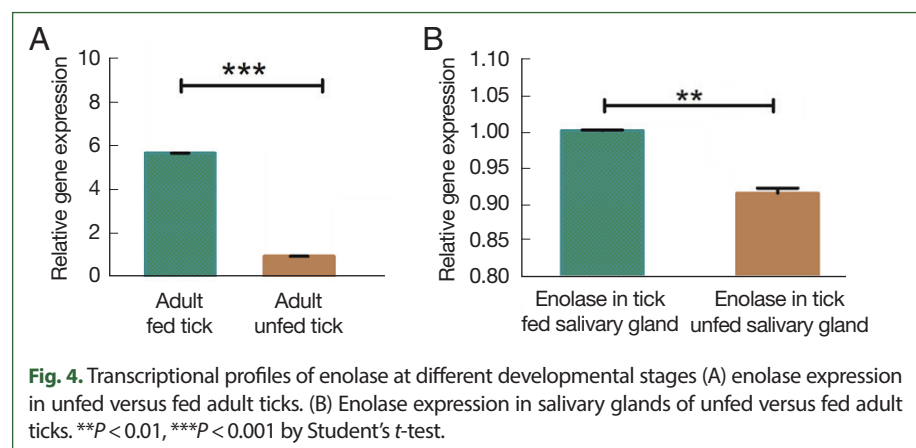 A
Relative gene expression
10
8
6
4
2
0
***
Adult
fed tick
Adult
unfed tick
B
Relative gene expression
1.10
1.05
1.00
0.95
0.90
0.85
0.80
**
Enolase in tick
fed salivary gland
Enolase in tick
unfed salivary gland
Fig. 4. Transcriptional profiles of enolase at different developmental stages (A) enolase expression
in unfed versus fed adult ticks. (B) Enolase expression in salivary glands of unfed versus fed adult
ticks. **P < 0.01, ***P < 0.001 by Student’s t-test.